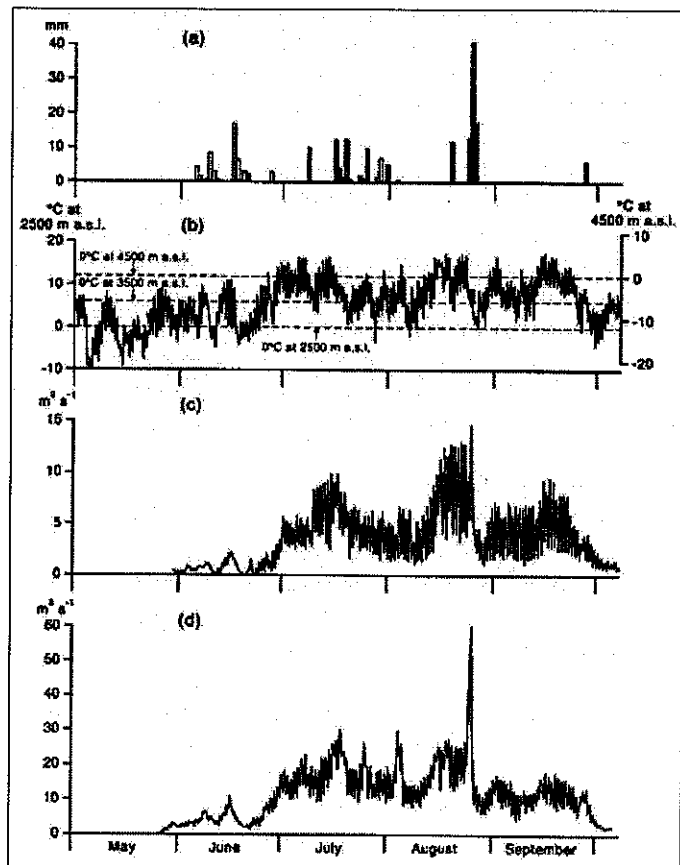 mm
(a)
40
30
20
10
0
°C at
2500 m a.s.l.
(b)
°C at
4500 m a.s.l.
20
10
0
-10
10
0
-10
-20
0°C at 4500 m a.s.l.
0°C at 3500 m a.s.l.
0°C at 2500 m a.s.l.
m³ s⁻¹
(c)
15
10
5
0
m³ s⁻¹
(d)
60
50
40
30
20
10
0
May June July August September